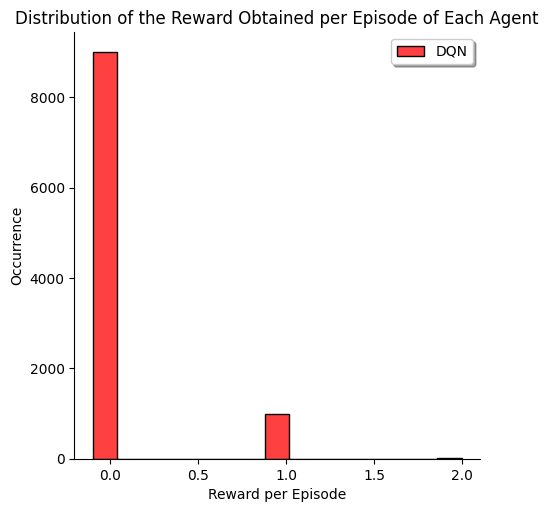 Distribution of the Reward Obtained per Episode of Each Agent
DQN
8000
6000
4000
2000
0
Occurrence
0.0 0.5 1.0 1.5 2.0
Reward per Episode